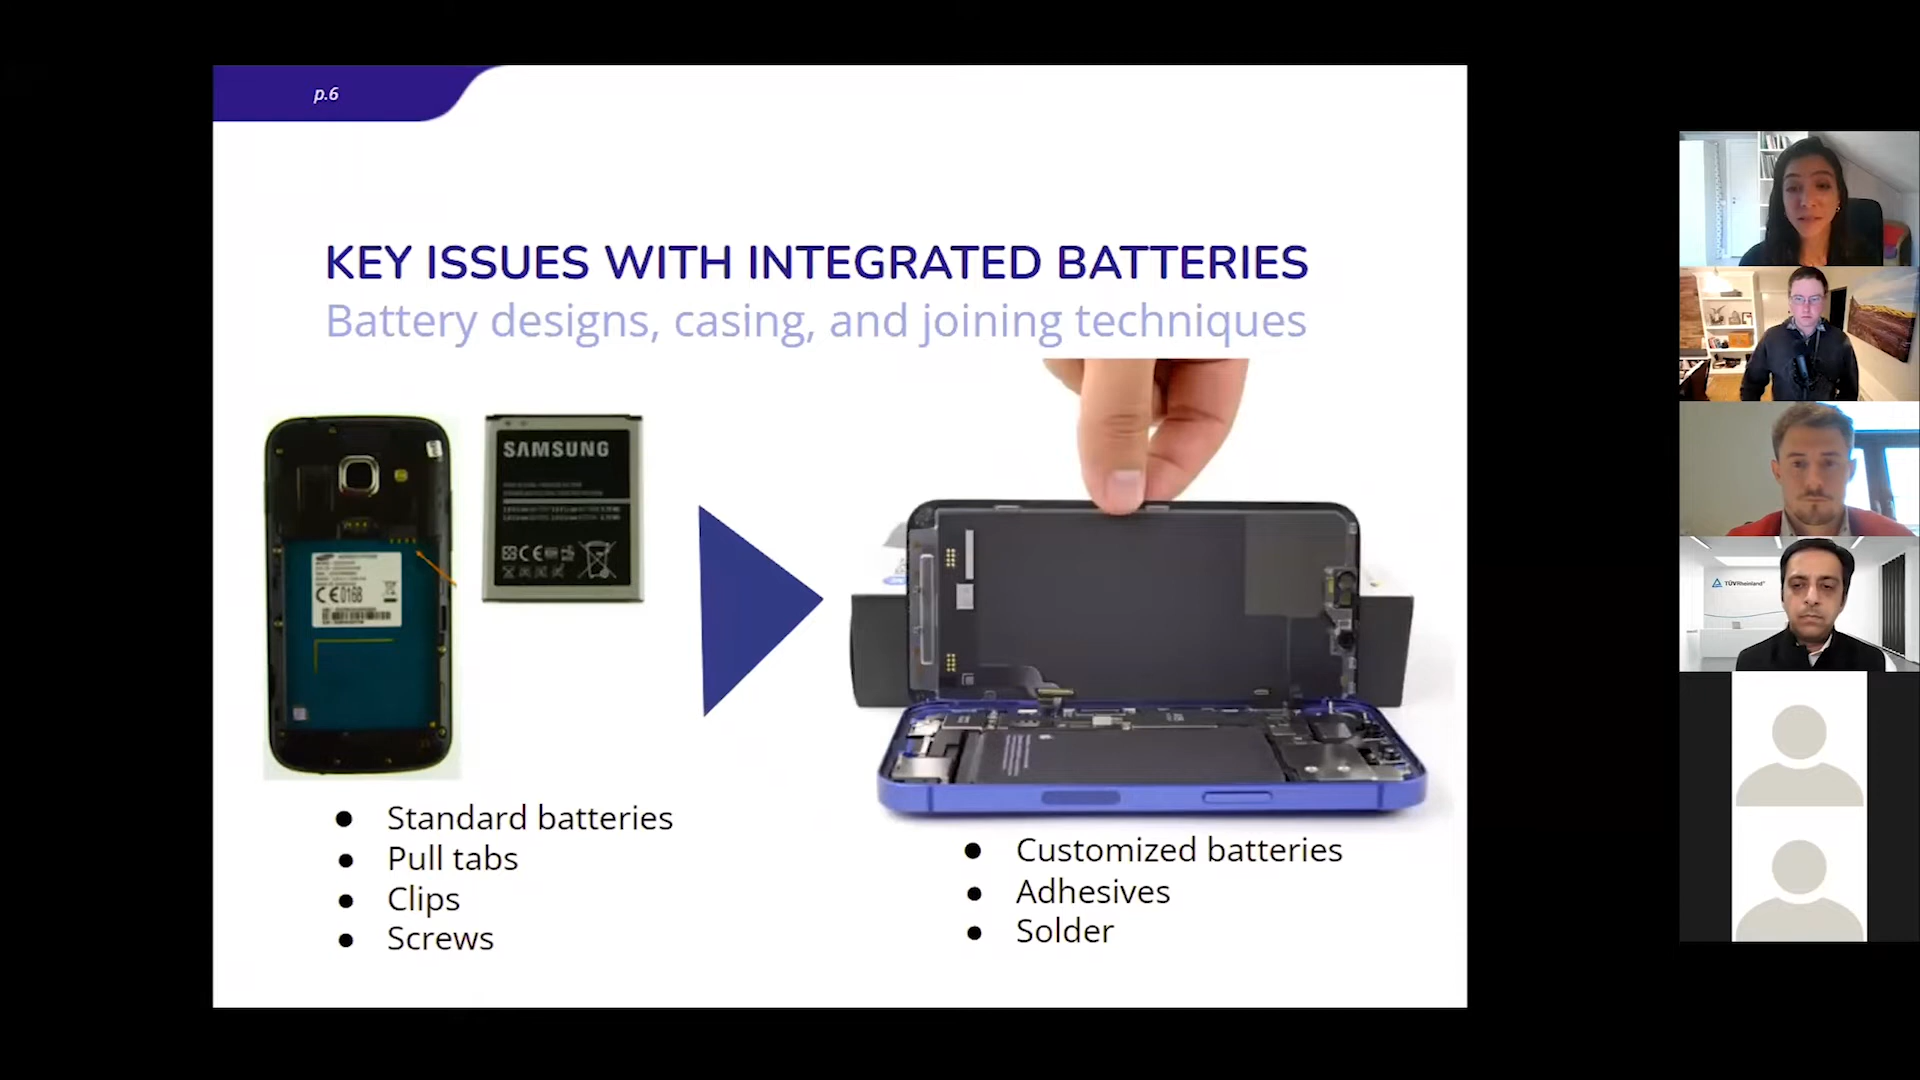 p.6
KEY ISSUES WITH INTEGRATED BATTERIES
Battery designs, casing, and joining techniques
SAMSUNG
CE
CE0168
Standard batteries
Pull tabs
Clips
Screws
Customized batteries
Adhesives
Solder
TÜVRheinland